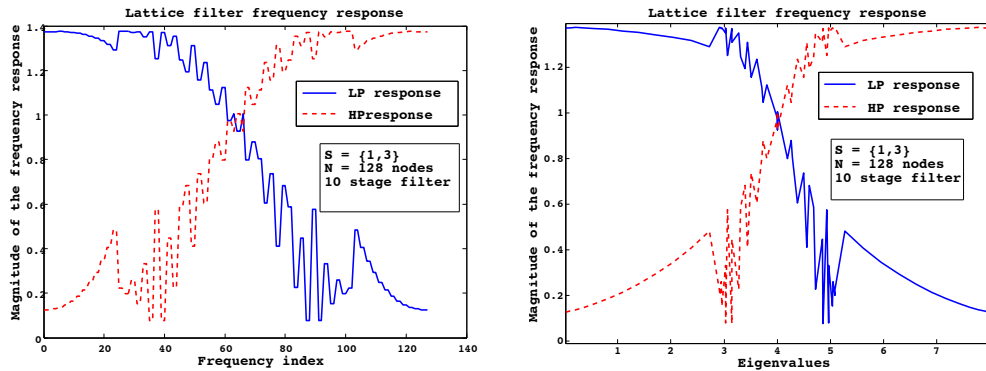 Lattice filter frequency response
Magnitude of the frequency response
1.4
1.2
1
0.8
0.6
0.4
0.2
0
0 20 40 60 80 100 120 140
Frequency index
LP response
HPresponse
S = {1,3}
N = 128 nodes
10 stage filter
Lattice filter frequency response
Magnitude of the frequency response
1.2
1
0.8
0.6
0.4
0.2
0
1 2 3 4 5 6 7
Eigenvalues
LP response
HP response
S = {1,3}
N = 128 nodes
10 stage filter